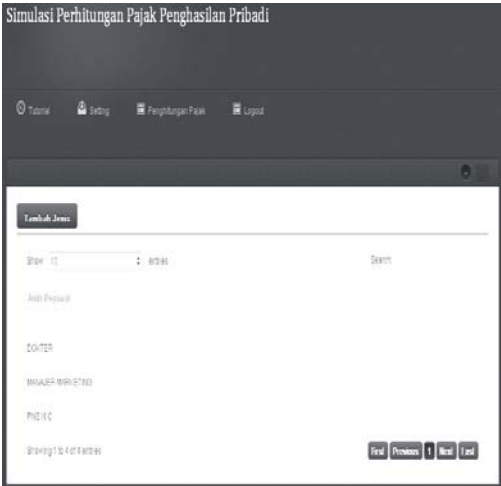 Simulasi Perhitungan Pajak Penghasilan Pribadi
Tutorial Setting Penghitungan Pajak Logout
Tambah Jenis
Show entries Search:
DOKTER
MANAJER MARKETING
Showing 1 to 4 of 4 entries
First Previous 1 Next Last